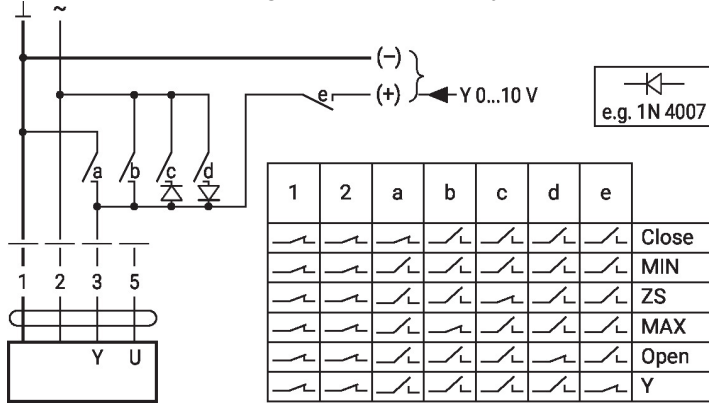 ⊥ ~
(−)
e (+) Y 0...10 V
e.g. 1N 4007
a b c d
1 2 a b c d e
Close
MIN
ZS
MAX
Open
Y
1 2 3 5
Y U